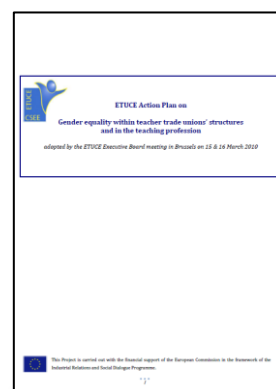 ETUCE
CSEE
ETUCE Action Plan on
Gender equality within teacher trade unions' structures
and in the teaching profession
adopted by the ETUCE Executive Board meeting in Brussels on 15 & 16 March 2010
This Project is carried out with the financial support of the European Commission in the framework of the
Industrial Relations and Social Dialogue Programme.